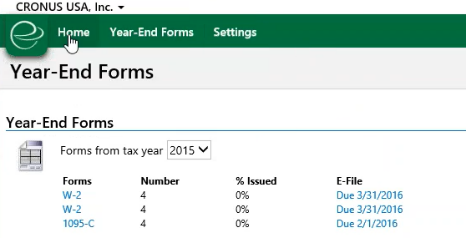 CRONUS USA, Inc.
Home Year-End Forms Settings
Year-End Forms
Year-End Forms
Forms from tax year 2015
Forms Number % Issued E-File
W-2 4 0% Due 3/31/2016
W-2 4 0% Due 3/31/2016
1095-C 4 0% Due 2/1/2016